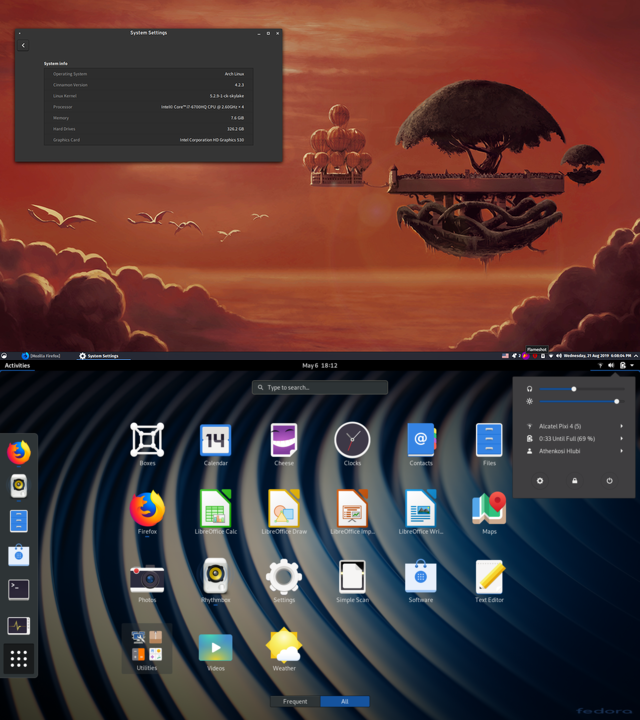 System Settings
System info
Operating System Arch Linux
Cinnamon Version 4.2.3
Linux Kernel 5.2.9-1-ck-skylake
Processor Intel© Core™ i7-6700HQ CPU @ 2.60GHz × 4
Memory 7.6 GiB
Hard Drives 328.2 GB
Graphics Card Intel Corporation HD Graphics 530
Flameshot
[Mozilla Firefox] System Settings 2 Wednesday, 21 Aug 2019 6:08:04 PM
Activities May 6 18:12
Type to search...
Alcatel Pixi 4 (5)
0:33 Until Full (69 %)
Athenkosi Hlubi
14
@
Boxes Calendar Cheese Clocks Contacts Files
Firefox LibreOffice Calc LibreOffice Draw LibreOffice Imp... LibreOffice Wri... Maps
Photos Rhythmbox Settings Simple Scan Software Text Editor
Utilities Videos Weather
Frequent All
fedora